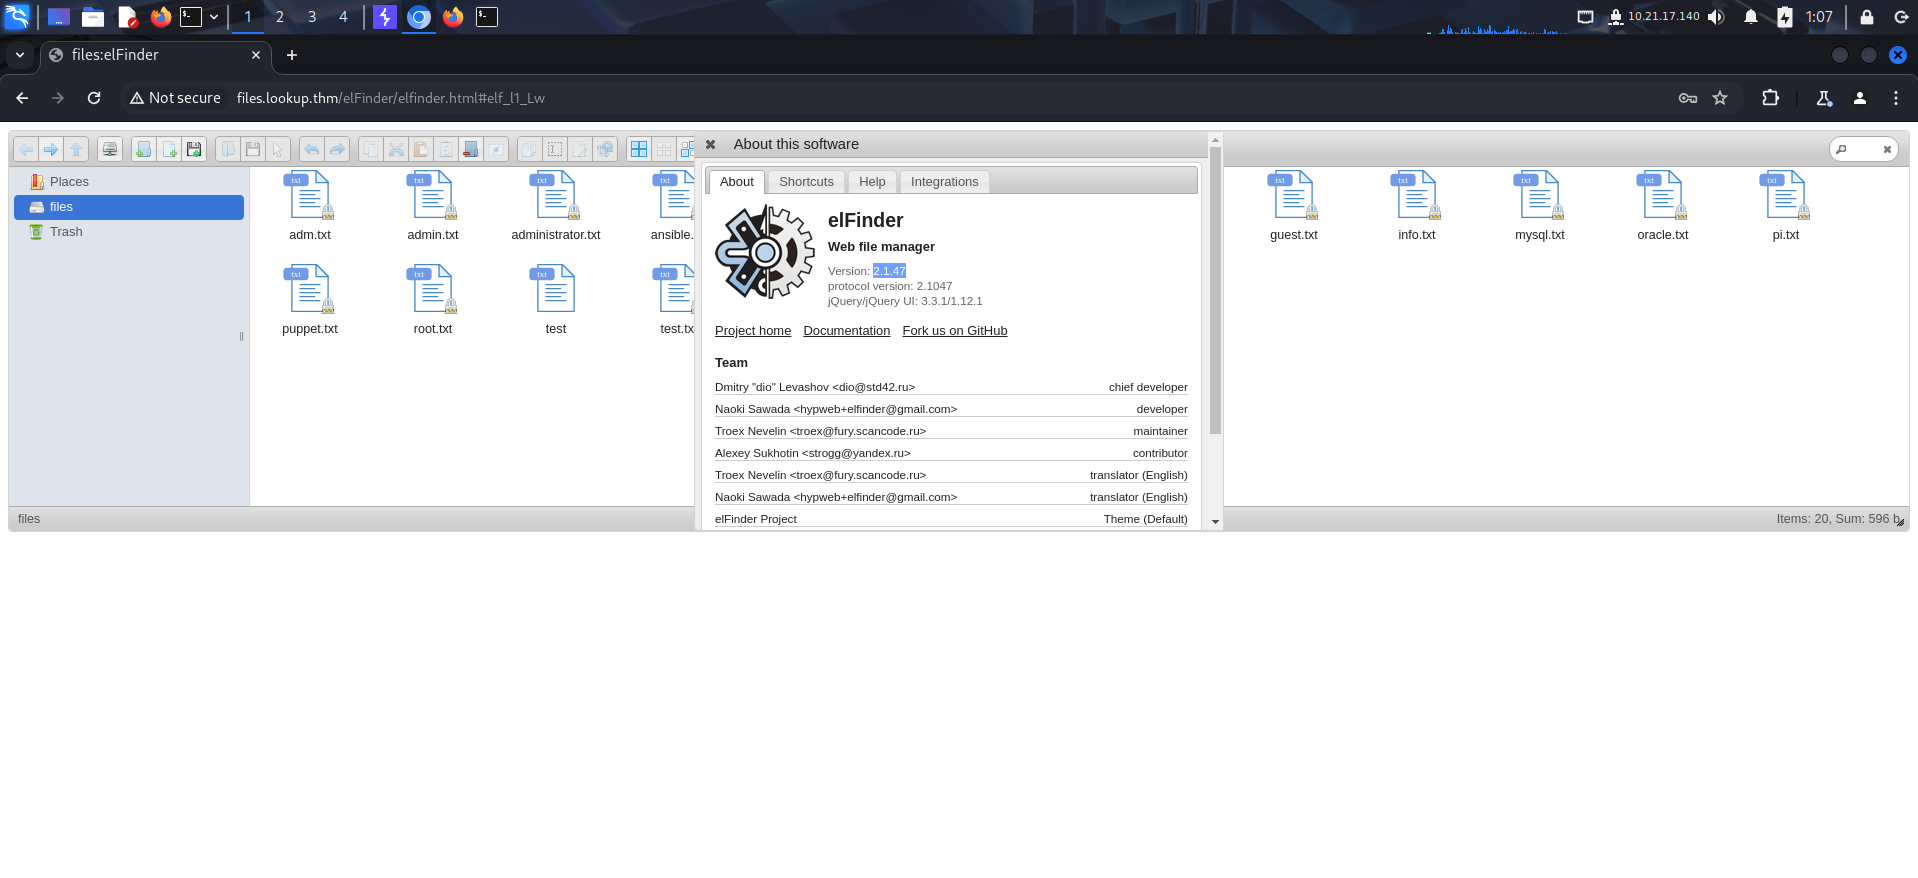 1 2 3 4
10.21.17.140
1:07
files:elFinder
Not secure files.lookup.thm/elFinder/elfinder.html#elf_l1_Lw
About this software
Places
files
Trash
txt txt txt txt txt txt txt txt txt
adm.txt admin.txt administrator.txt ansible. guest.txt info.txt mysql.txt oracle.txt pi.txt
txt txt txt txt
puppet.txt root.txt test test.tx
About Shortcuts Help Integrations
elFinder
Web file manager
Version: 2.1.47
protocol version: 2.1047
jQuery/jQuery UI: 3.3.1/1.12.1
Project home Documentation Fork us on GitHub
Team
Dmitry "dio" Levashov <dio@std42.ru> chief developer
Naoki Sawada <hypweb+elfinder@gmail.com> developer
Troex Nevelin <troex@fury.scancode.ru> maintainer
Alexey Sukhotin <strogg@yandex.ru> contributor
Troex Nevelin <troex@fury.scancode.ru> translator (English)
Naoki Sawada <hypweb+elfinder@gmail.com> translator (English)
elFinder Project Theme (Default)
files
Items: 20, Sum: 596 b